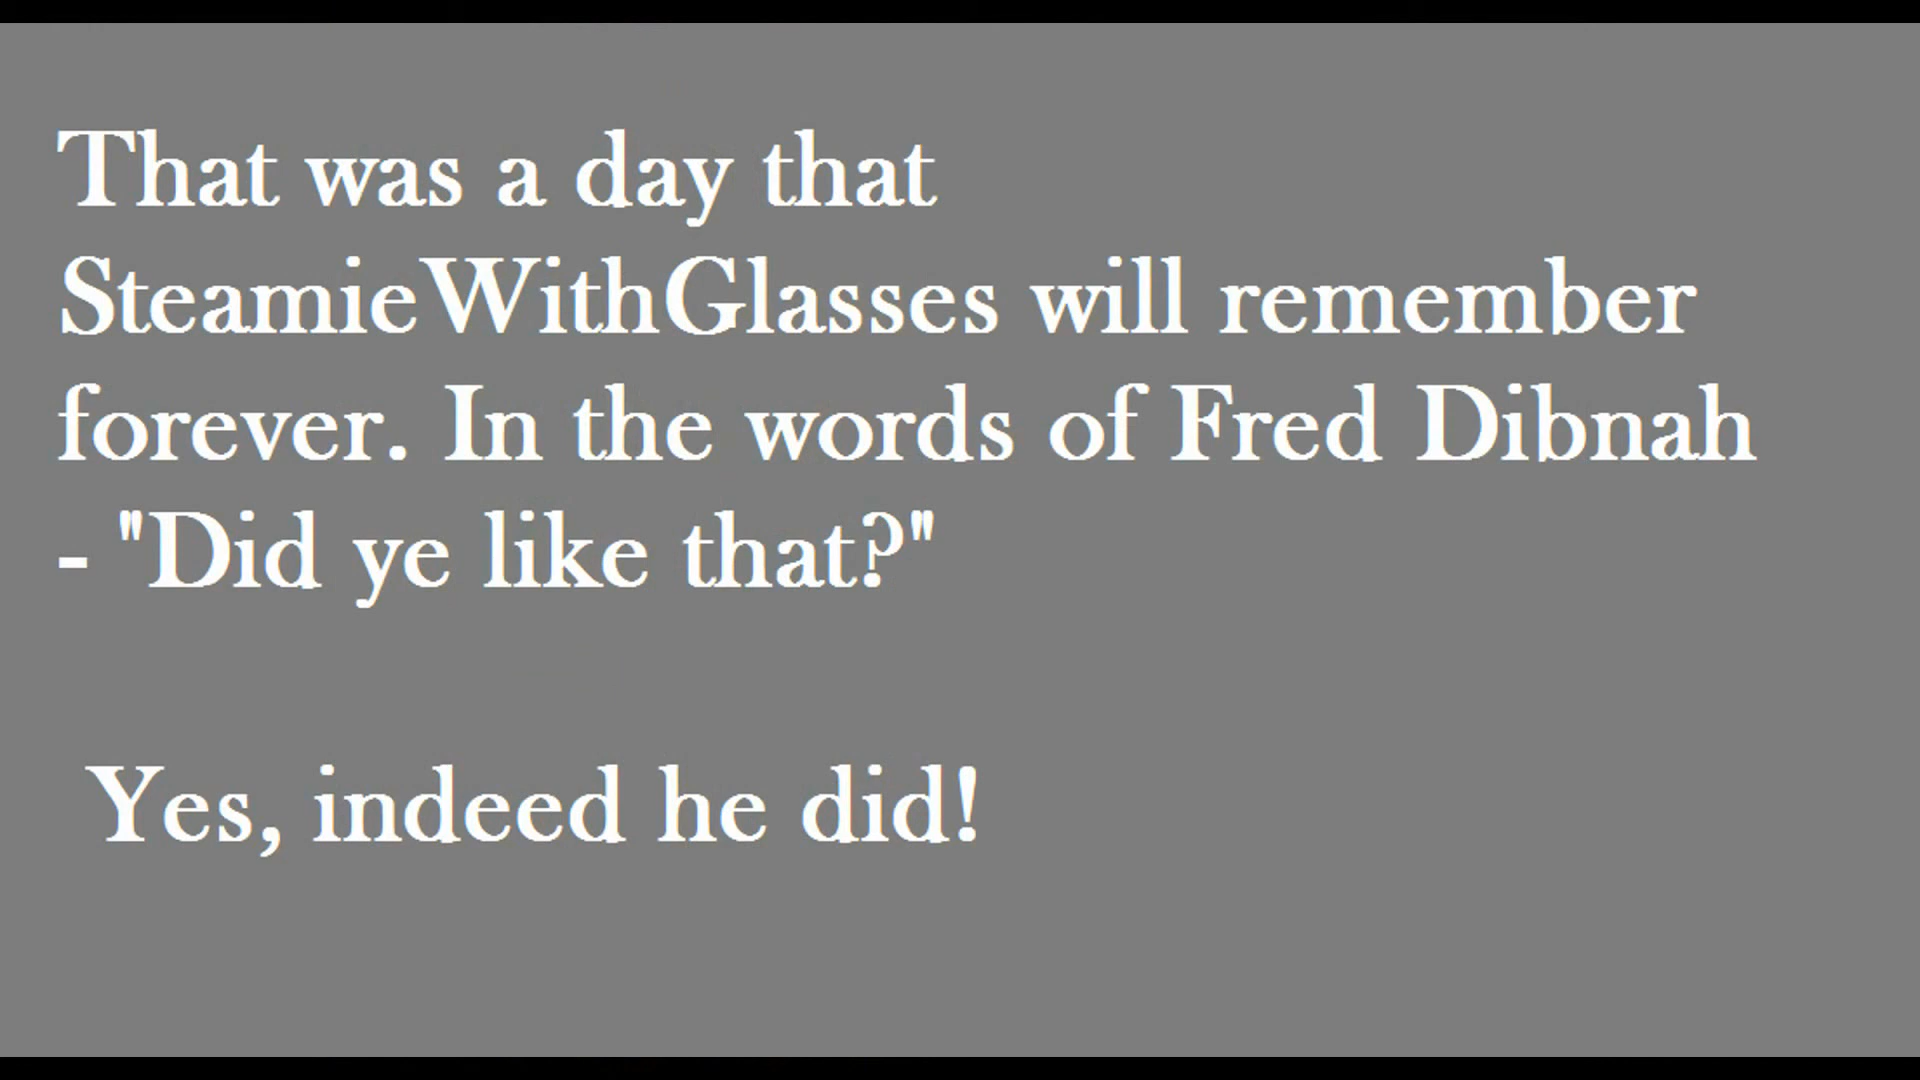 That was a day that
SteamieWithGlasses will remember
forever. In the words of Fred Dibnah
- "Did ye like that?"
Yes, indeed he did!